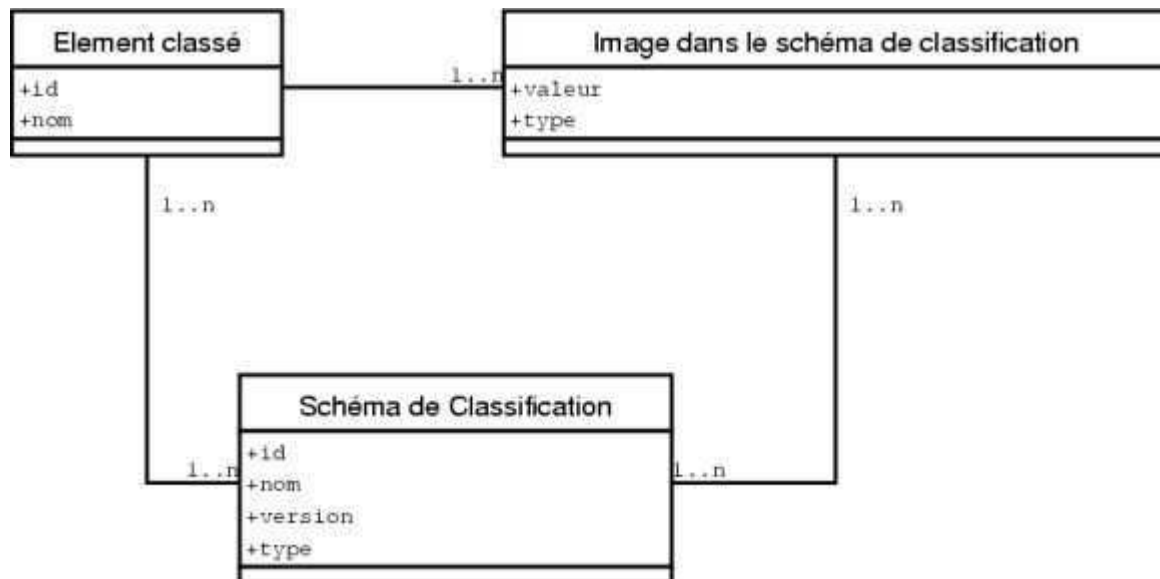 Element classé
+id
+nom
1..n
Image dans le schéma de classification
+valeur
+type
1..n
1..n
Schéma de Classification
1..n
+id
+nom
+version
+type
1..n